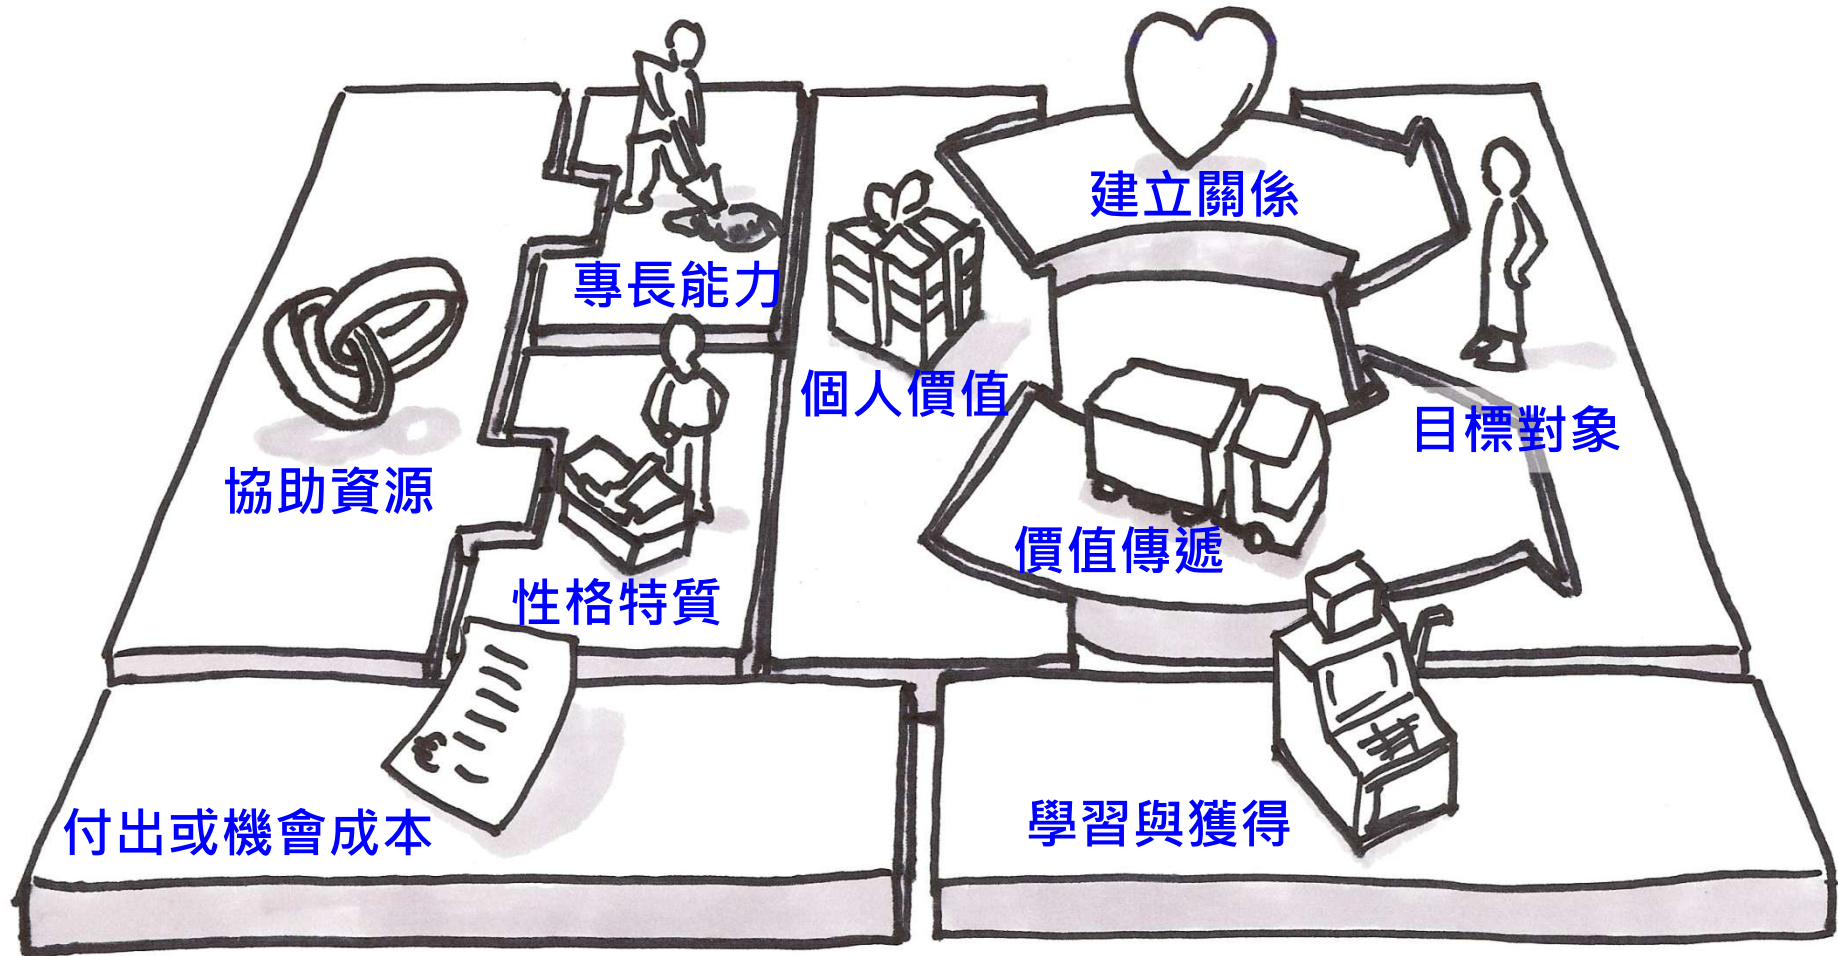 建立關係
專長能力
個人價值
目標對象
協助資源
價值傳遞
性格特質
付出或機會成本
學習與獲得